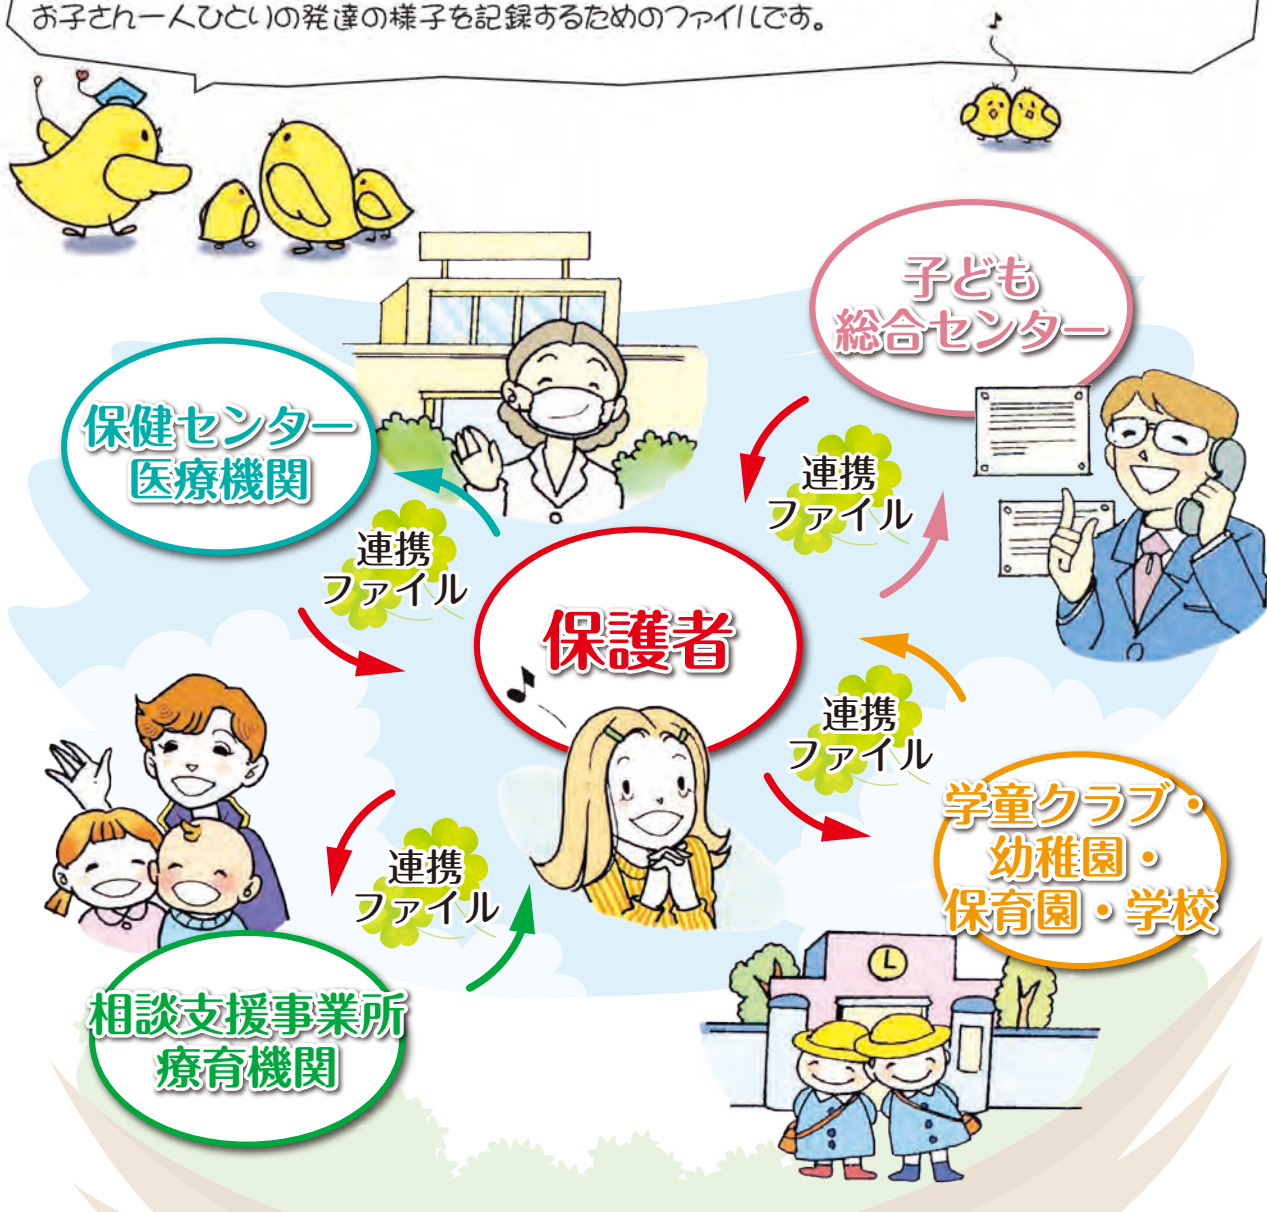 お子さん一人ひとりの発達の様子を記録するためのファイルです。
子ども
総合センター
保健センター
医療機関
連携
ファイル
連携
ファイル
保護者
連携
ファイル
学童クラブ・
幼稚園・
保育園・学校
連携
ファイル
相談支援事業所
療育機関